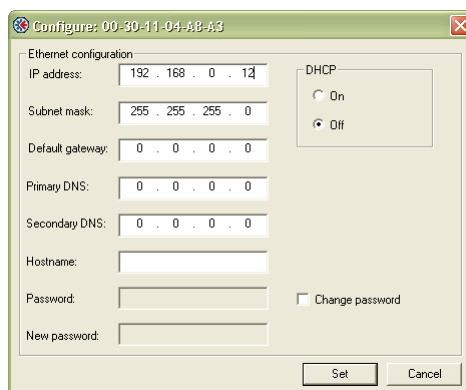 Configure: 00-30-11-04-A8-A3
Ethernet configuration
IP address: 192 . 168 . 0 . 12
DHCP
On
Subnet mask: 255 . 255 . 255 . 0
Off
Default gateway: 0 . 0 . 0 . 0
Primary DNS: 0 . 0 . 0 . 0
Secondary DNS: 0 . 0 . 0 . 0
Hostname:
Password:
Change password
New password:
Set Cancel